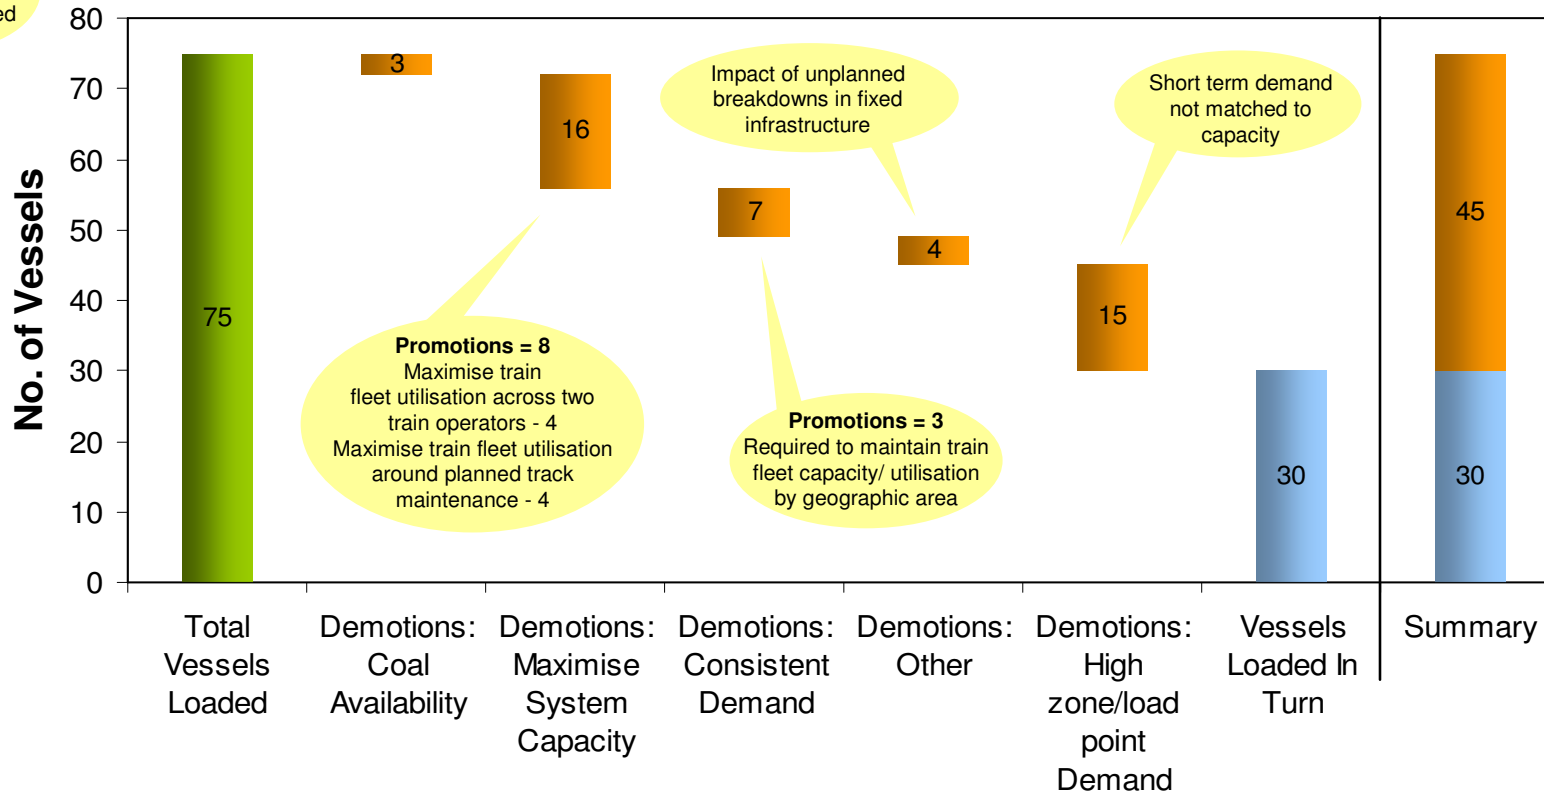 ed
80
70
60
50
40
30
20
10
0
No. of Vessels
75
3
16
7
4
15
30
45
30
Impact of unplanned
breakdowns in fixed
infrastructure
Short term demand
not matched to
capacity
Promotions = 8
Maximise train
fleet utilisation across two
train operators - 4
Maximise train fleet utilisation
around planned track
maintenance - 4
Promotions = 3
Required to maintain train
fleet capacity/ utilisation
by geographic area
Total
Vessels
Loaded
Demotions:
Coal
Availability
Demotions:
Maximise
System
Capacity
Demotions:
Consistent
Demand
Demotions:
Other
Demotions:
High
zone/load
point
Demand
Vessels
Loaded In
Turn
Summary